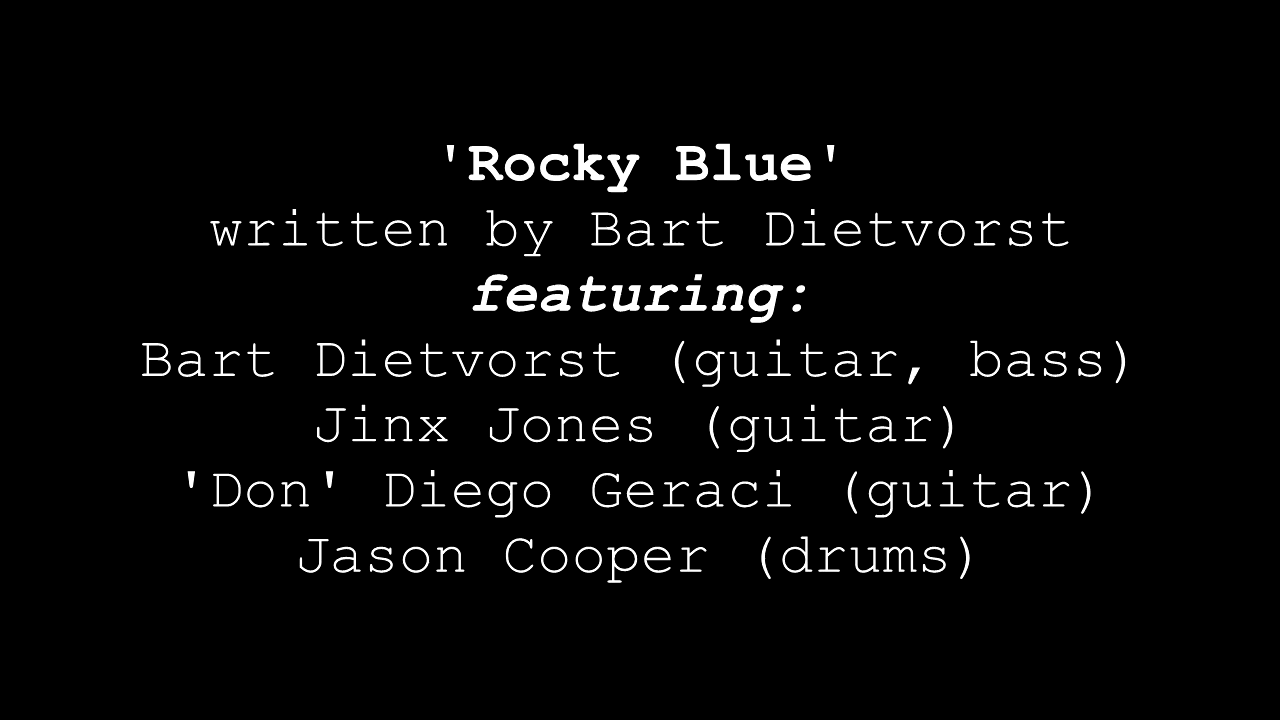 'Rocky Blue'
written by Bart Dietvorst
featuring:
Bart Dietvorst (guitar, bass)
Jinx Jones (guitar)
'Don' Diego Geraci (guitar)
Jason Cooper (drums)